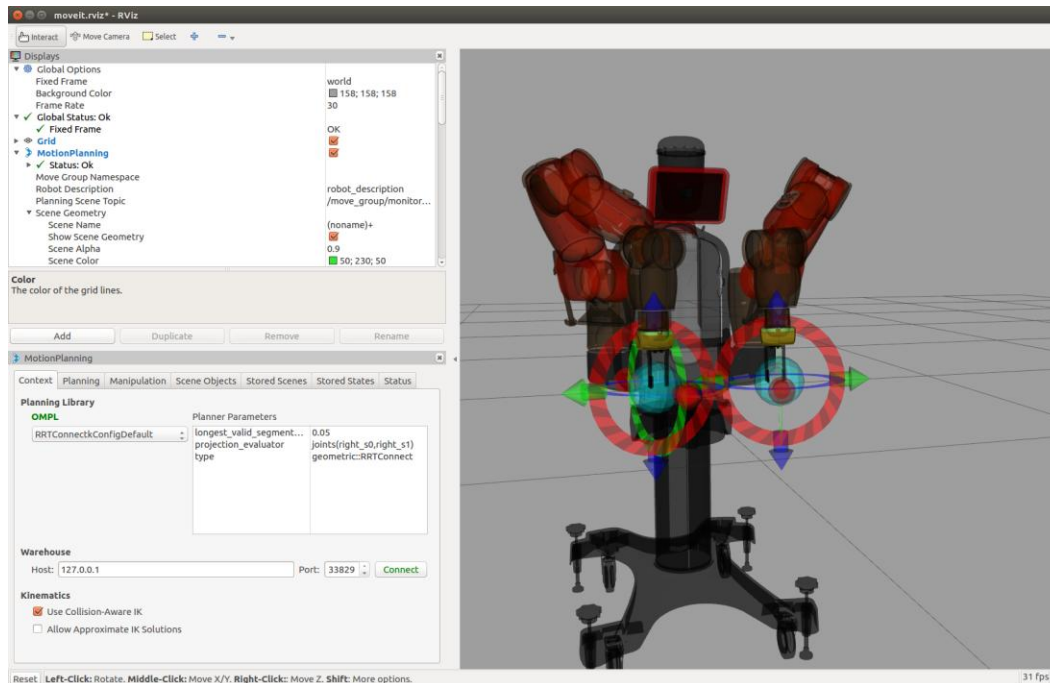 moveit.rviz* - RViz
Interact Move Camera Select
Displays
Global Options
Fixed Frame world
Background Color 158; 158; 158
Frame Rate 30
Global Status: Ok
Fixed Frame OK
Grid
MotionPlanning
Status: Ok
Move Group Namespace
Robot Description robot_description
Planning Scene Topic /move_group/monitor...
Scene Geometry
Scene Name (noname)+
Show Scene Geometry
Scene Alpha 0.9
Scene Color 50; 230; 50
Color
The color of the grid lines.
Add Duplicate Remove Rename
MotionPlanning
Context Planning Manipulation Scene Objects Stored Scenes Stored States Status
Planning Library
OMPL Planner Parameters
RRTConnectkConfigDefault longest_valid_segment... 0.05
projection_evaluator joints(right_s0,right_s1)
type geometric::RRTConnect
Warehouse
Host: 127.0.0.1 Port: 33829 Connect
Kinematics
Use Collision-Aware IK
Allow Approximate IK Solutions
Reset Left-Click: Rotate. Middle-Click: Move X/Y. Right-Click:: Move Z. Shift: More options. 31 fps